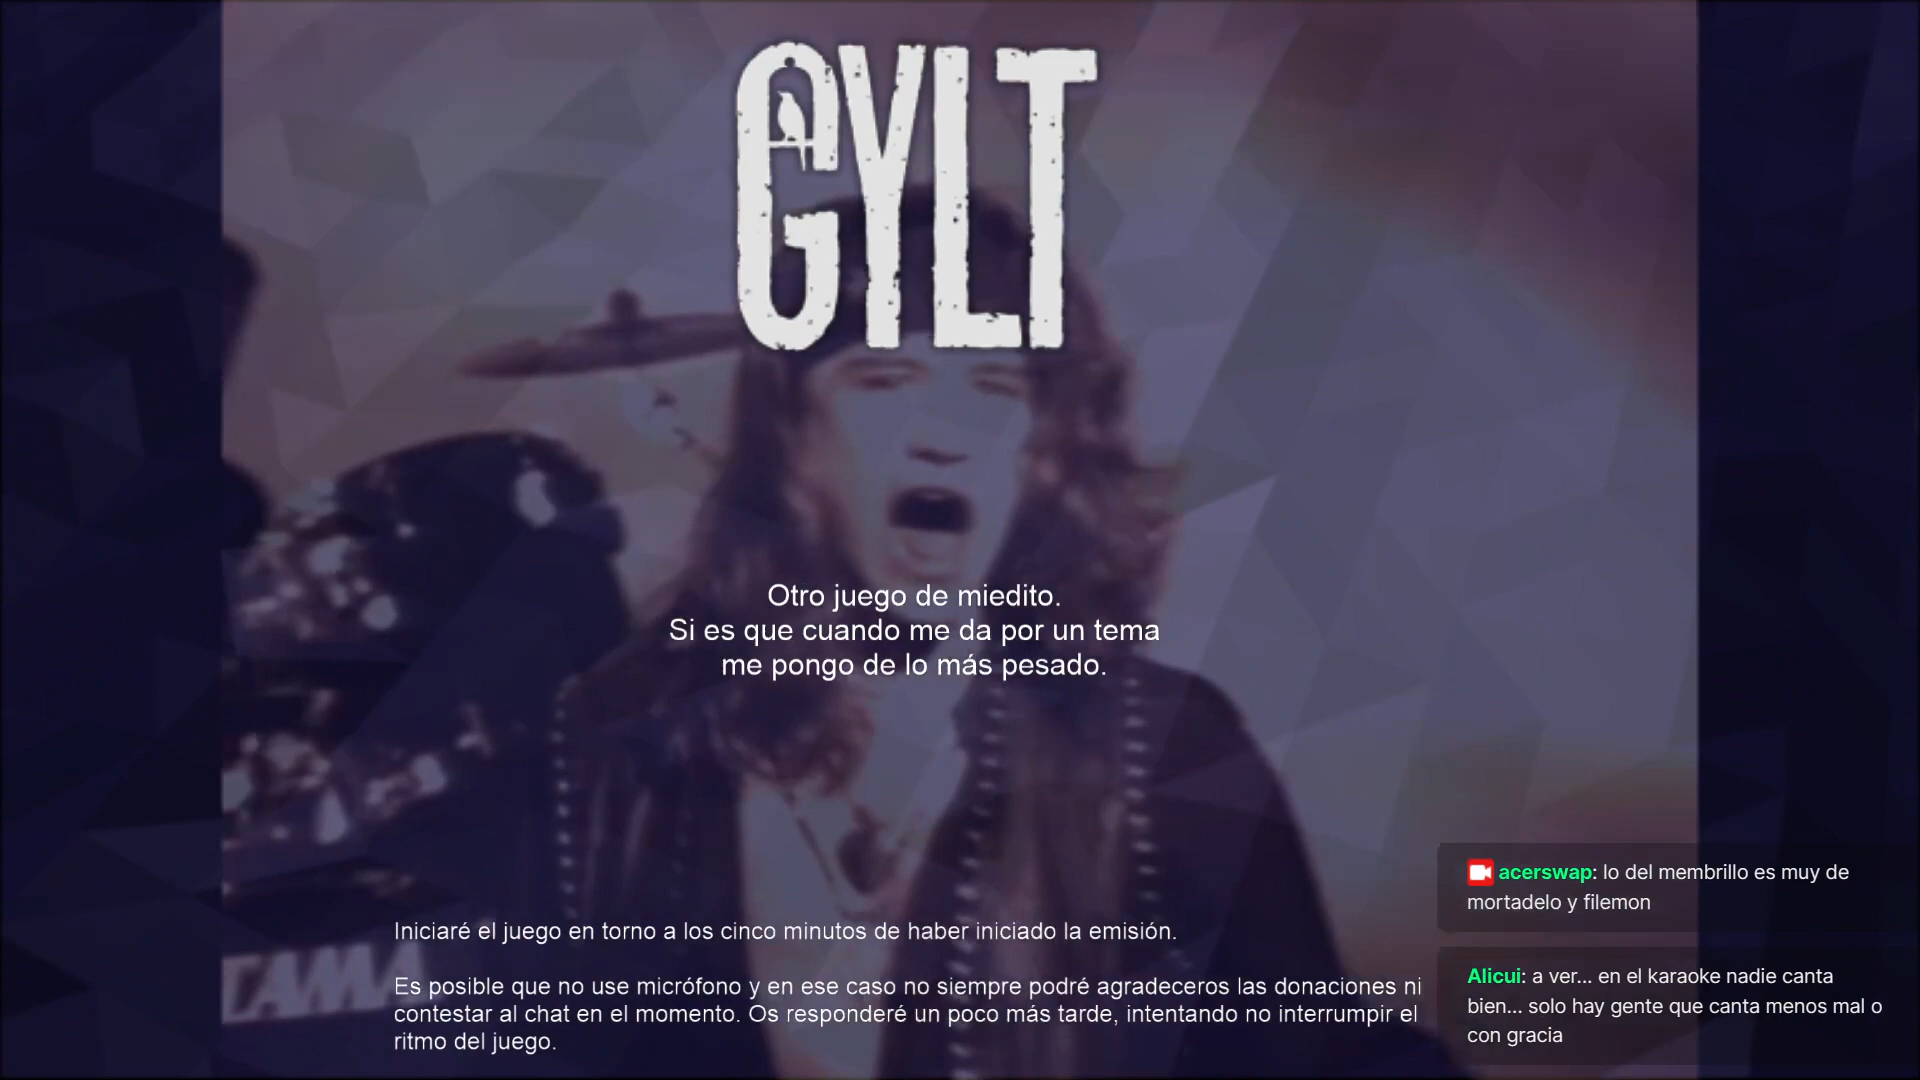 GYLT
Otro juego de miedito.
Si es que cuando me da por un tema
me pongo de lo más pesado.
Iniciaré el juego en torno a los cinco minutos de haber iniciado la emisión.
Es posible que no use micrófono y en ese caso no siempre podré agradeceros las donaciones ni
contestar al chat en el momento. Os responderé un poco más tarde, intentando no interrumpir el
ritmo del juego.
TAMA
acerswap: lo del membrillo es muy de
mortadelo y filemon
Alicui: a ver... en el karaoke nadie canta
bien... solo hay gente que canta menos mal o
con gracia